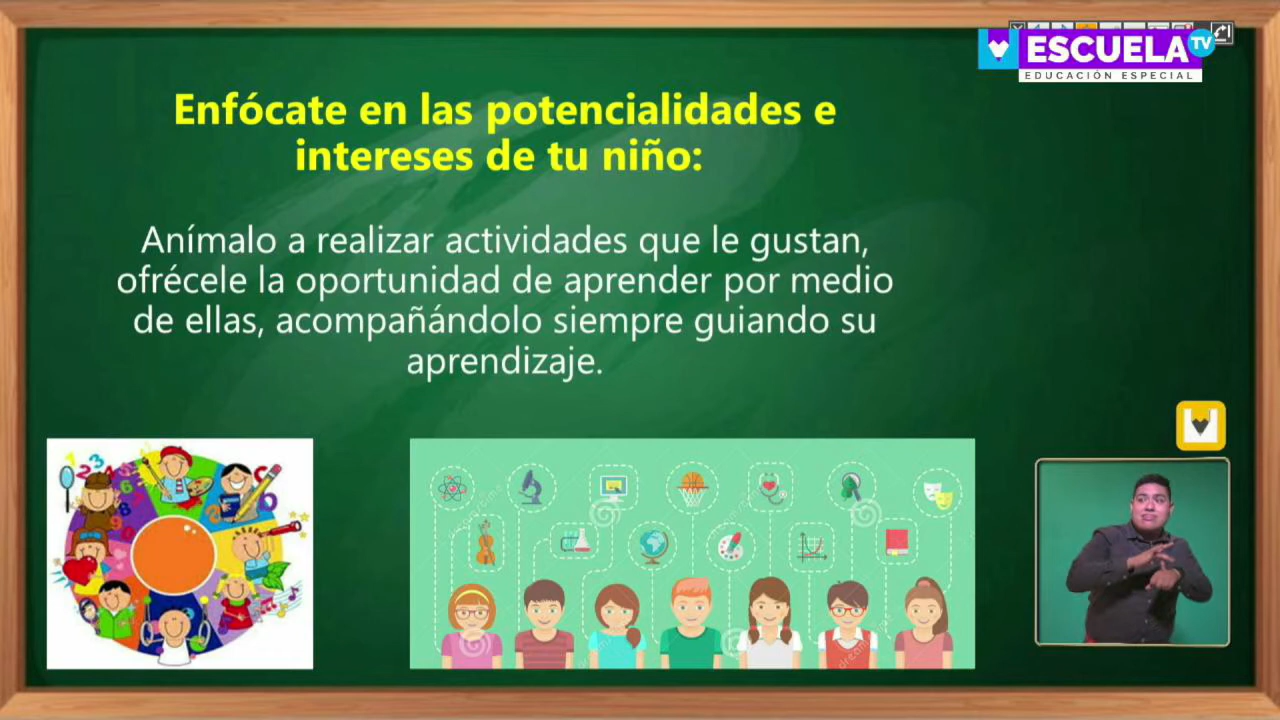 ESCUELA TV
EDUCACIÓN ESPECIAL
Enfócate en las potencialidades e
intereses de tu niño:
Anímalo a realizar actividades que le gustan,
ofrécele la oportunidad de aprender por medio
de ellas, acompañándolo siempre guiando su
aprendizaje.